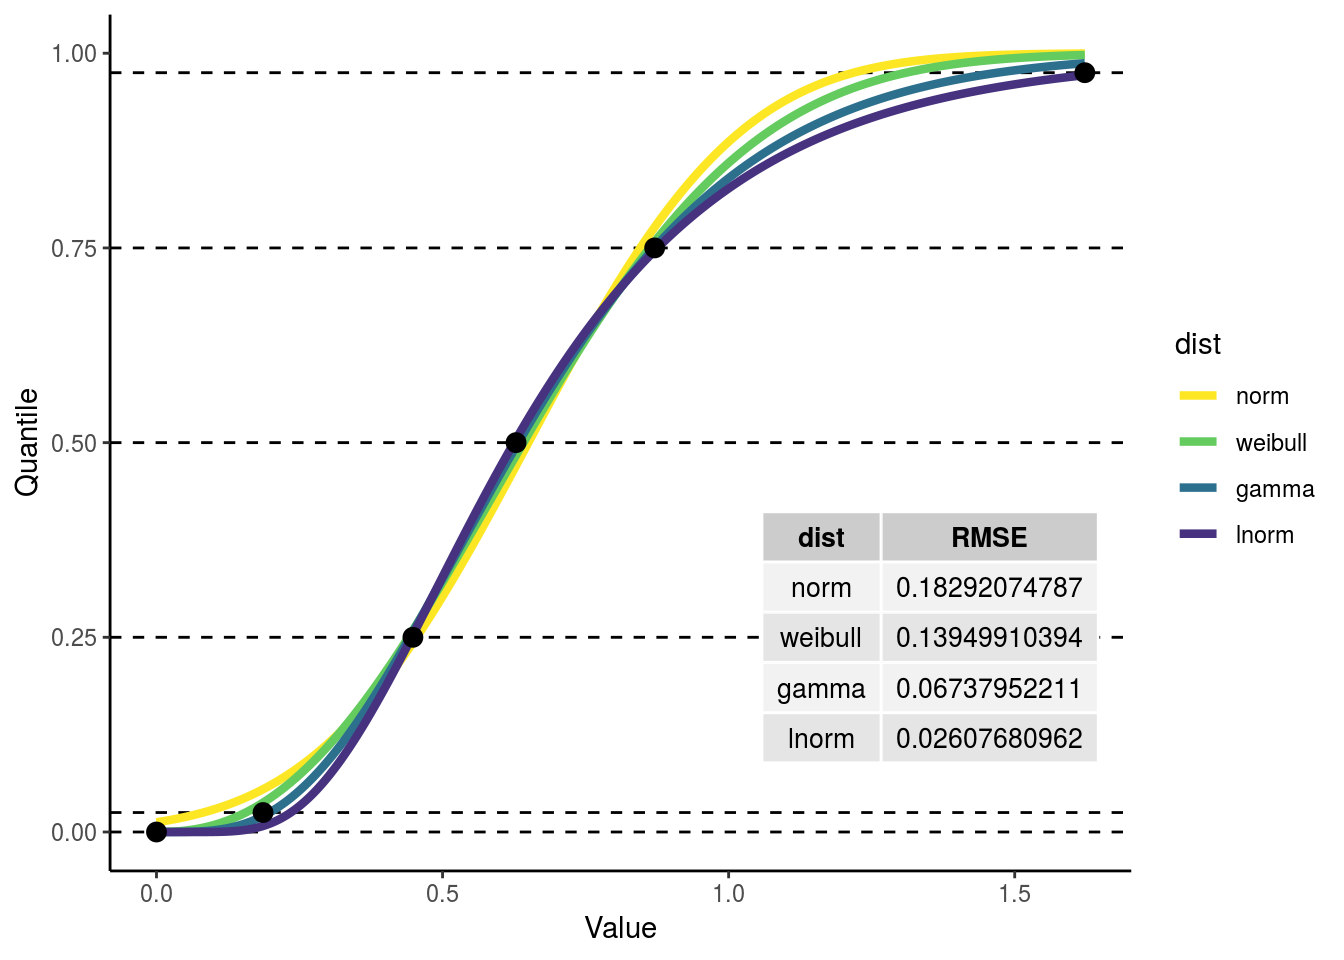 1.00
0.75
0.50
0.25
0.00
Quantile
0.0 0.5 1.0 1.5
Value
dist RMSE
norm 0.18292074787
weibull 0.13949910394
gamma 0.06737952211
lnorm 0.02607680962
dist
norm
weibull
gamma
lnorm